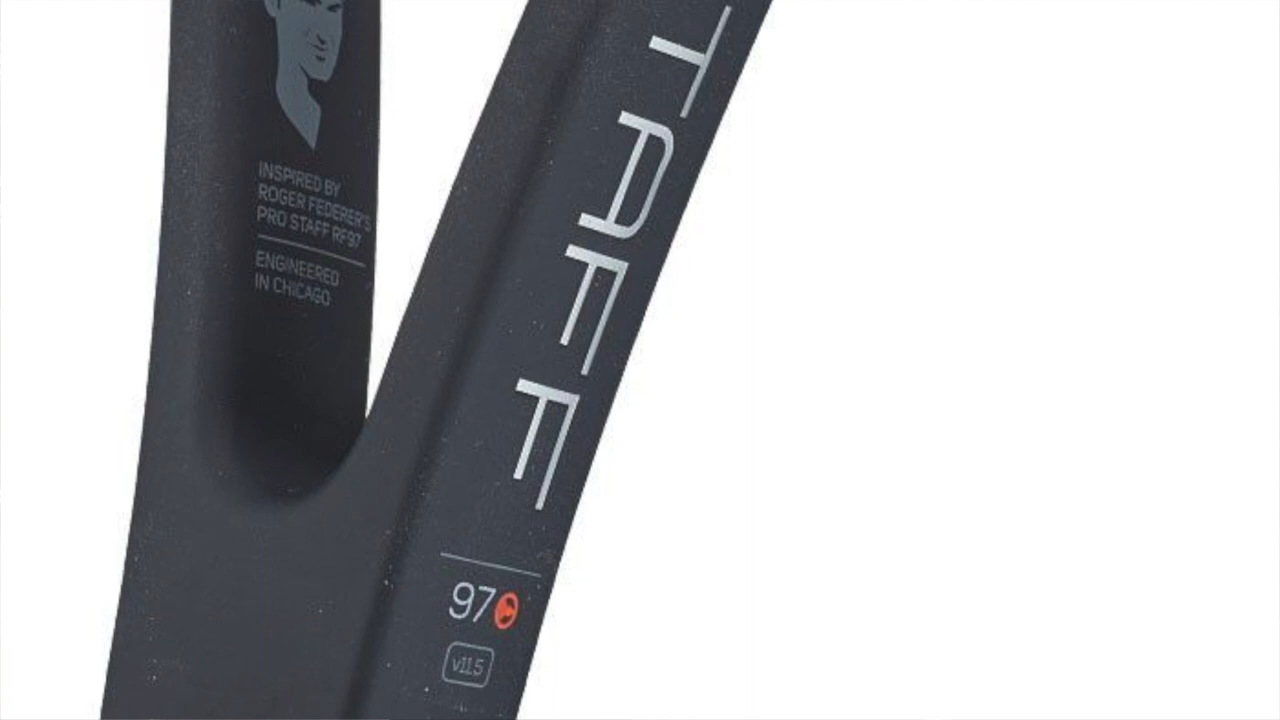 INSPIRED BY
ROGER FEDERER'S
PRO STAFF RF97
ENGINEERED
IN CHICAGO
TAFF
97
v11.5